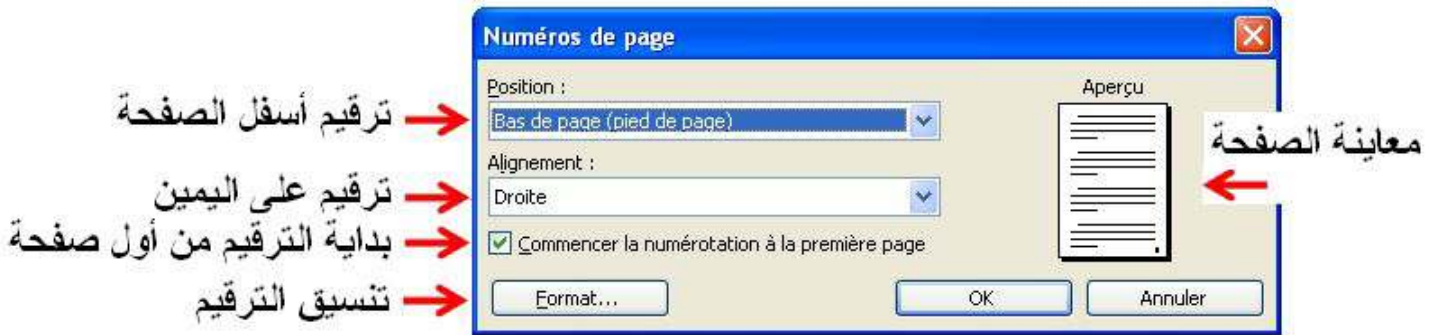 Numéros de page
Position :
Aperçu
ترقيم أسفل الصفحة
Bas de page (pied de page)
معاينة الصفحة
Alignement :
ترقيم على اليمين
Droite
بداية الترقيم من أول صفحة
Commencer la numérotation à la première page
تنسيق الترقيم
Format...
OK
Annuler